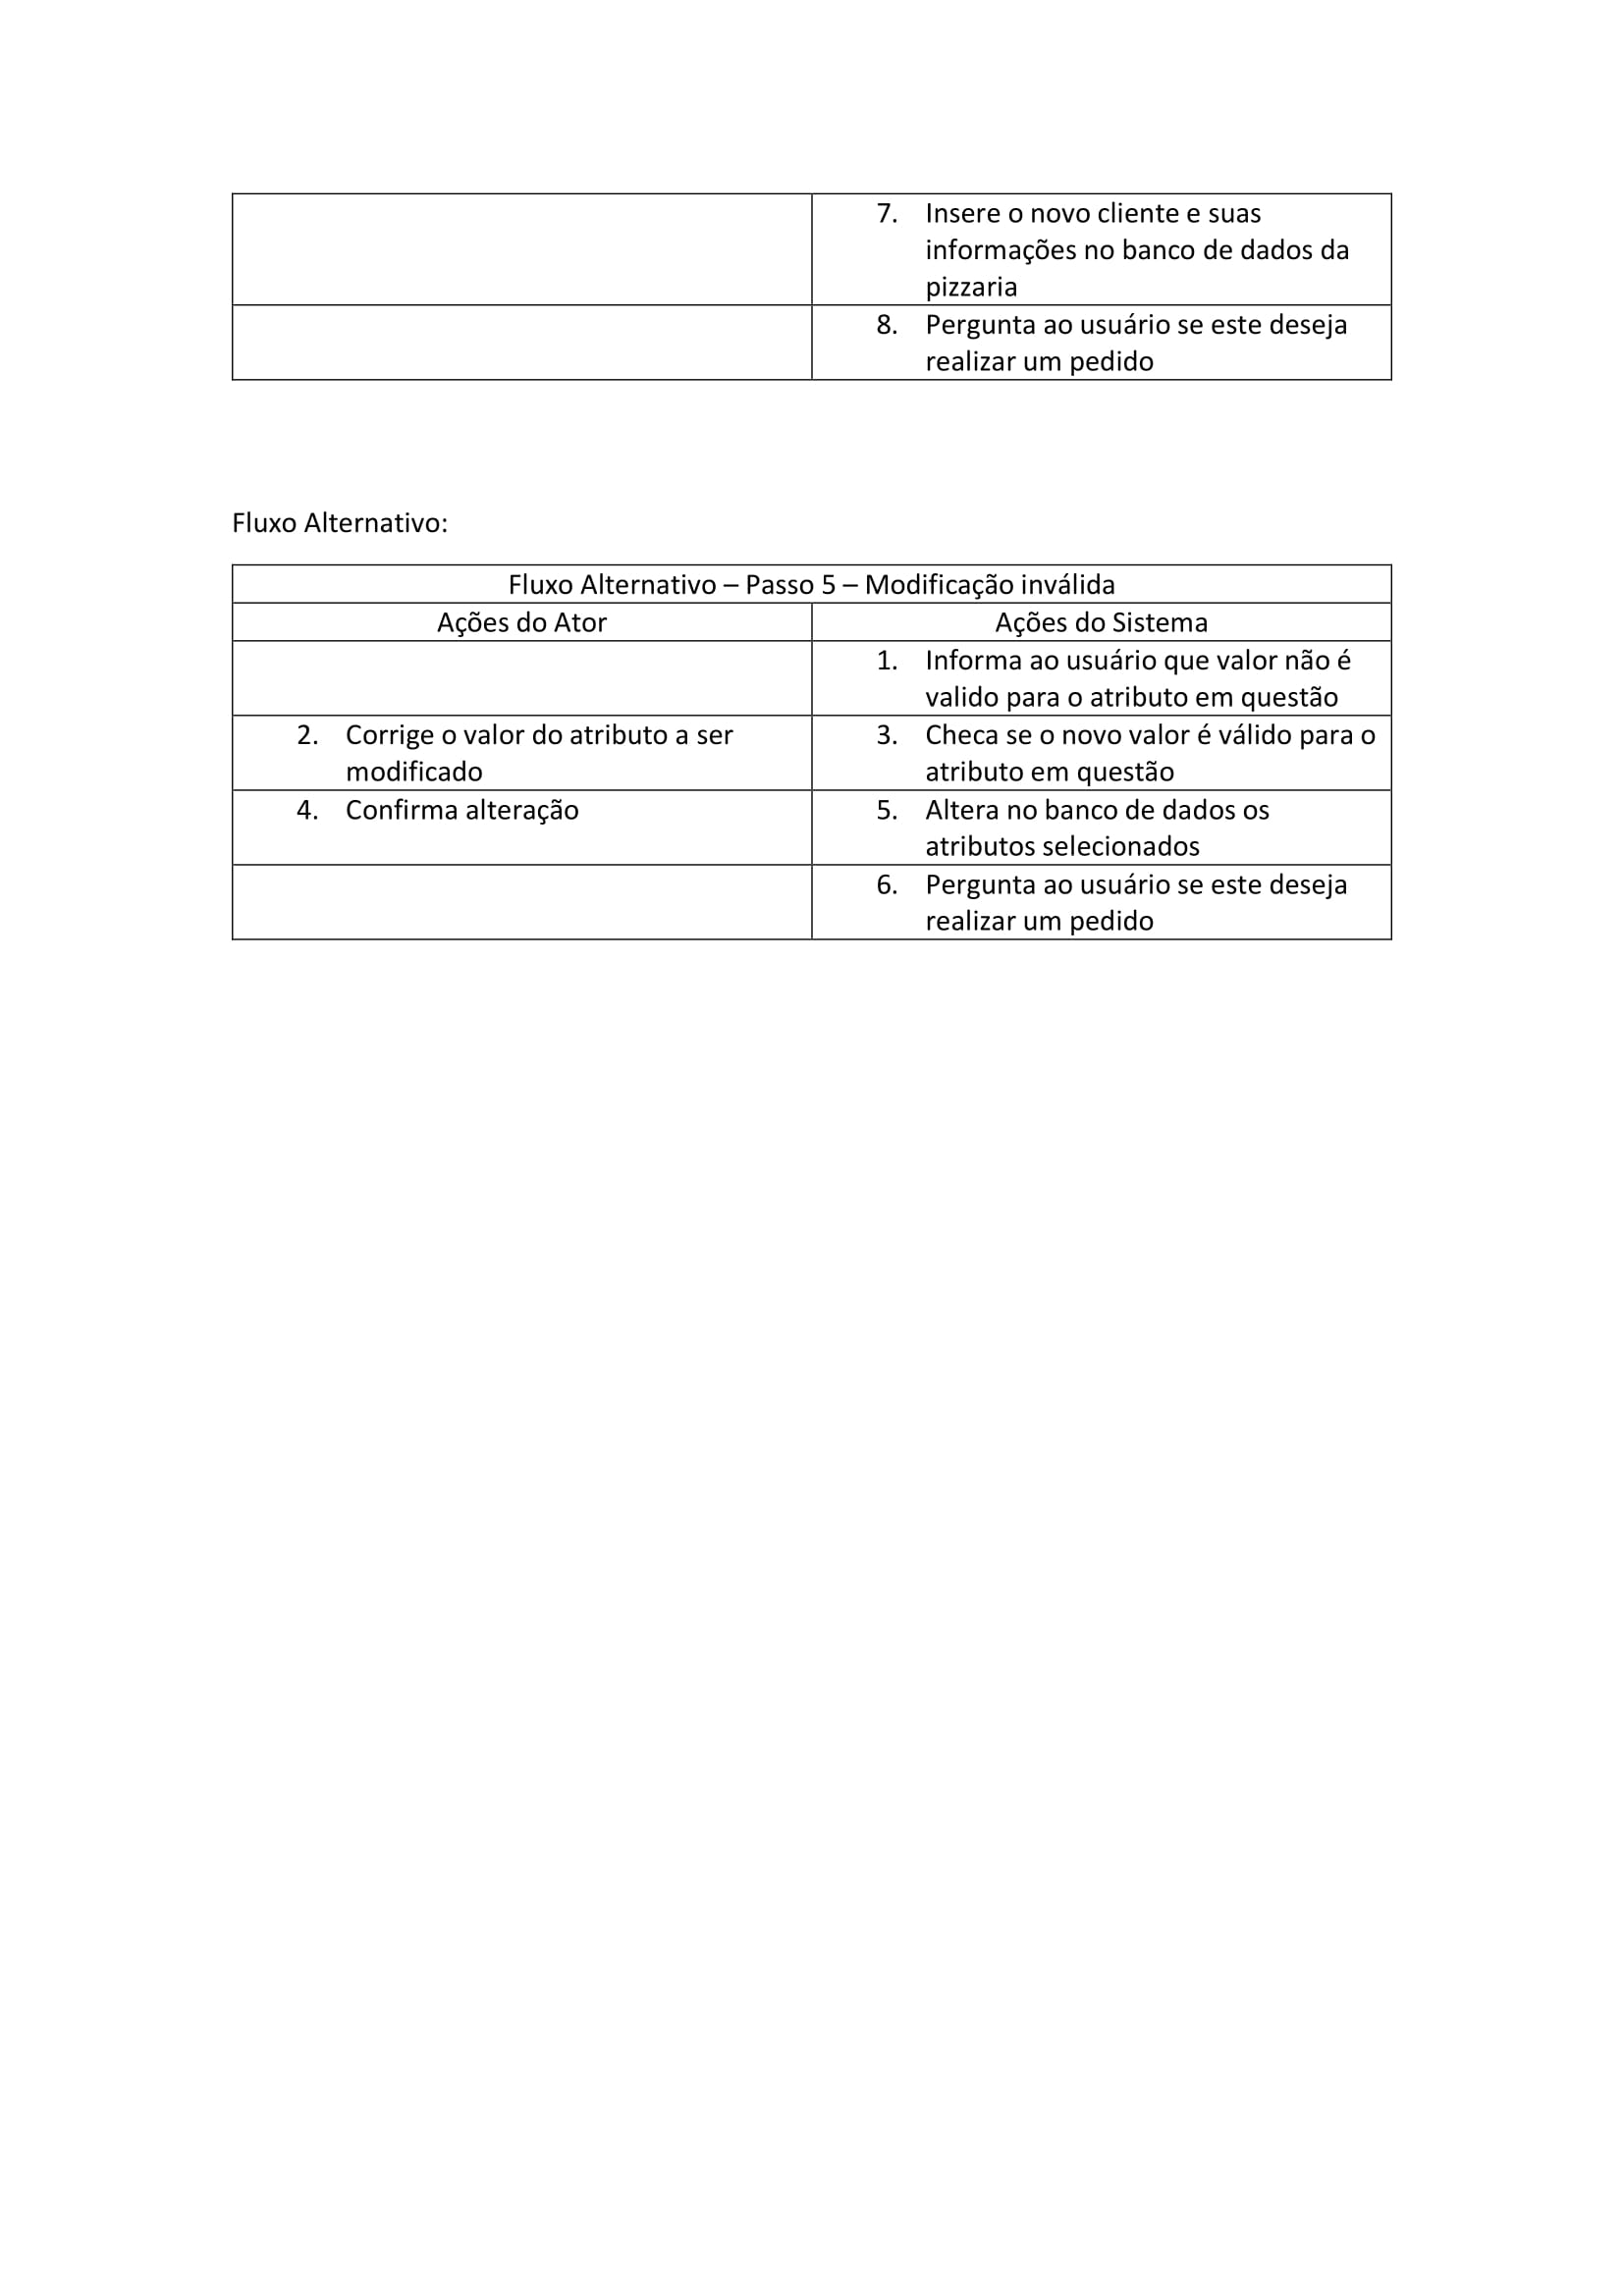 7. Insere o novo cliente e suas
informações no banco de dados da
pizzaria
8. Pergunta ao usuário se este deseja
realizar um pedido
Fluxo Alternativo:
Fluxo Alternativo – Passo 5 – Modificação inválida
Ações do Ator
Ações do Sistema
1. Informa ao usuário que valor não é
valido para o atributo em questão
2. Corrige o valor do atributo a ser
modificado
3. Checa se o novo valor é válido para o
atributo em questão
4. Confirma alteração
5. Altera no banco de dados os
atributos selecionados
6. Pergunta ao usuário se este deseja
realizar um pedido